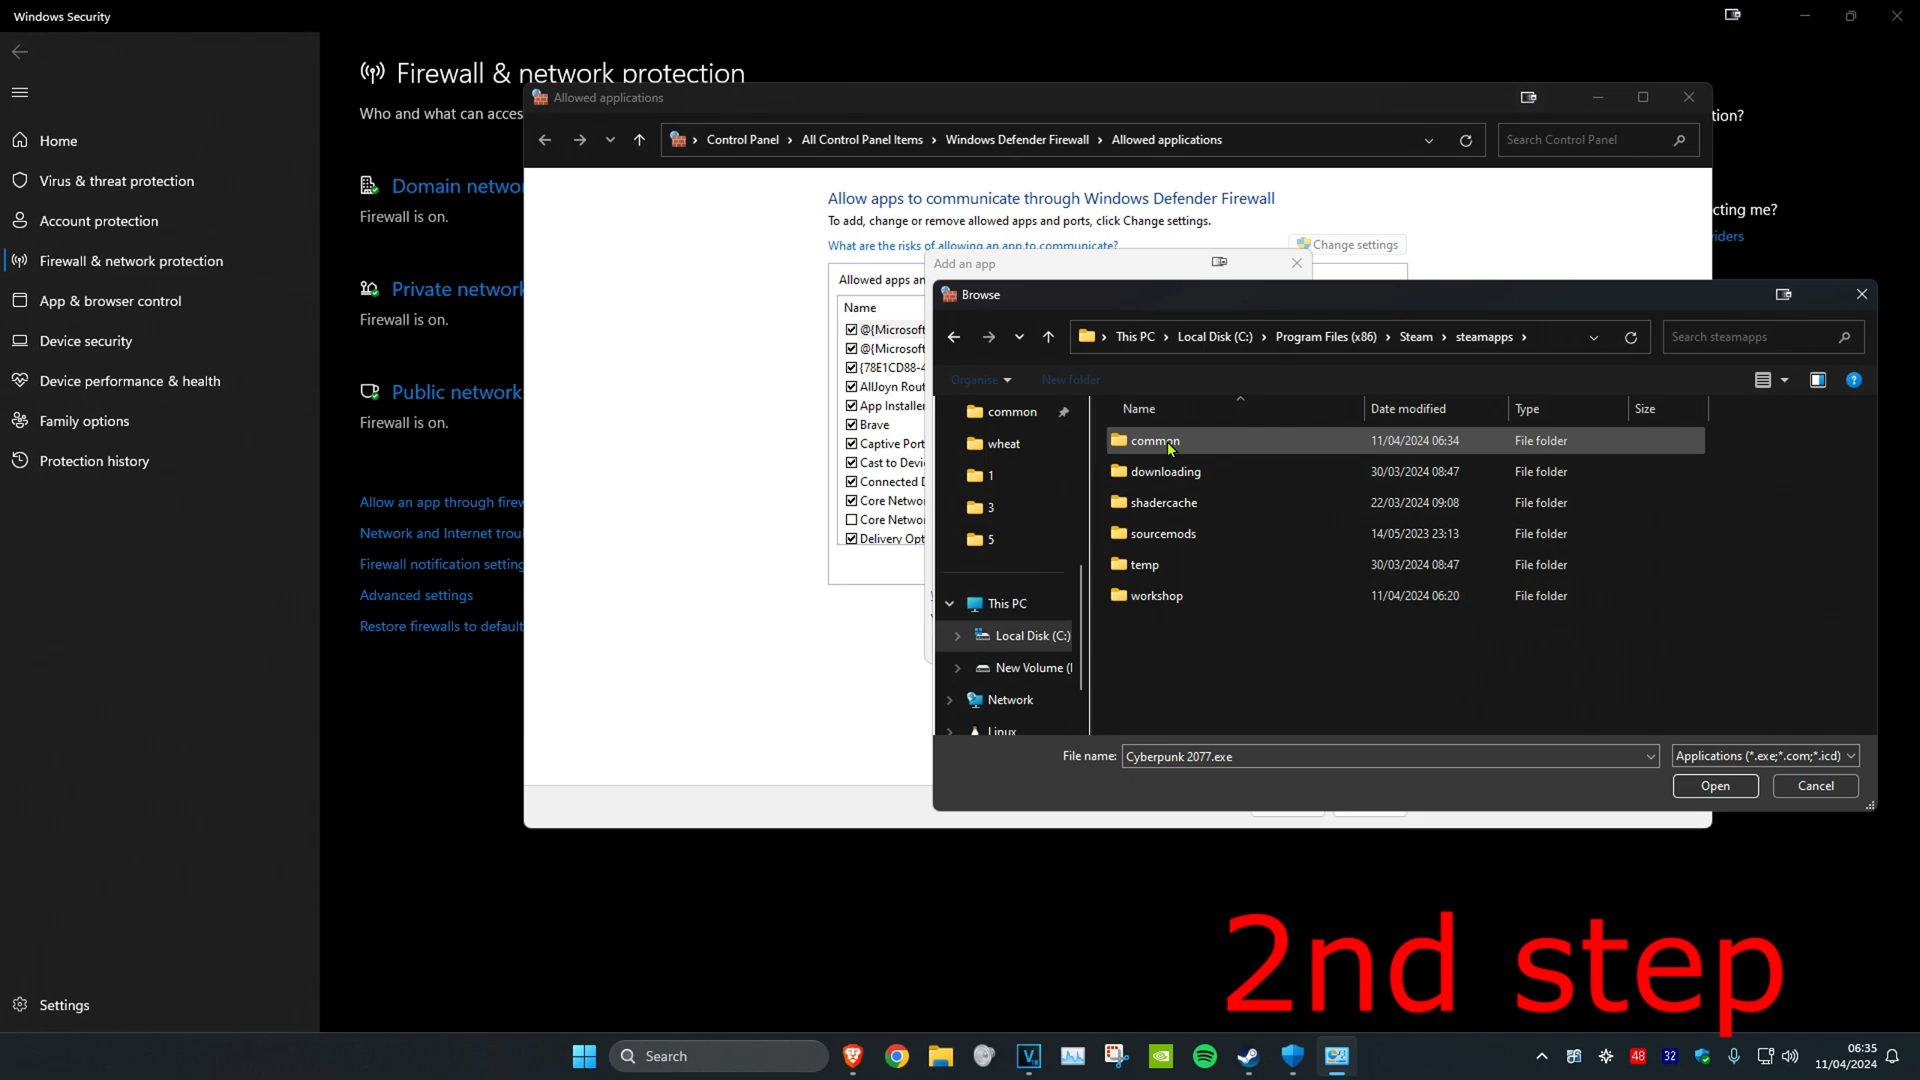 Windows Security
Firewall & network protection
Who and what can acces
Home
Virus & threat protection
Account protection
Firewall & network protection
App & browser control
Device security
Device performance & health
Family options
Protection history
Settings
Domain netwo
Firewall is on.
Private network
Firewall is on.
Public network
Firewall is on.
Allow an app through firew
Network and Internet trou
Firewall notification setting
Advanced settings
Restore firewalls to default
tion?
cting me?
iders
Allowed applications
Control Panel > All Control Panel Items > Windows Defender Firewall > Allowed applications
Search Control Panel
Allow apps to communicate through Windows Defender Firewall
To add, change or remove allowed apps and ports, click Change settings.
What are the risks of allowing an app to communicate?
Change settings
Allowed apps an
Name
@{Microsoft
@{Microsoft
{78E1CD88-4
AllJoyn Rout
App Installer
Brave
Captive Port
Cast to Devi
Connected D
Core Netwo
Core Netwo
Delivery Opt
Add an app
Browse
This PC > Local Disk (C:) > Program Files (x86) > Steam > steamapps >
Search steamapps
Organise
New folder
common
wheat
1
3
5
This PC
Local Disk (C:)
New Volume (
Network
Linux
Name Date modified Type Size
common 11/04/2024 06:34 File folder
downloading 30/03/2024 08:47 File folder
shadercache 22/03/2024 09:08 File folder
sourcemods 14/05/2023 23:13 File folder
temp 30/03/2024 08:47 File folder
workshop 11/04/2024 06:20 File folder
File name: Cyberpunk 2077.exe
Applications (*.exe;*.com;*.icd)
Open
Cancel
2nd step
Search
48
32
06:35
11/04/2024